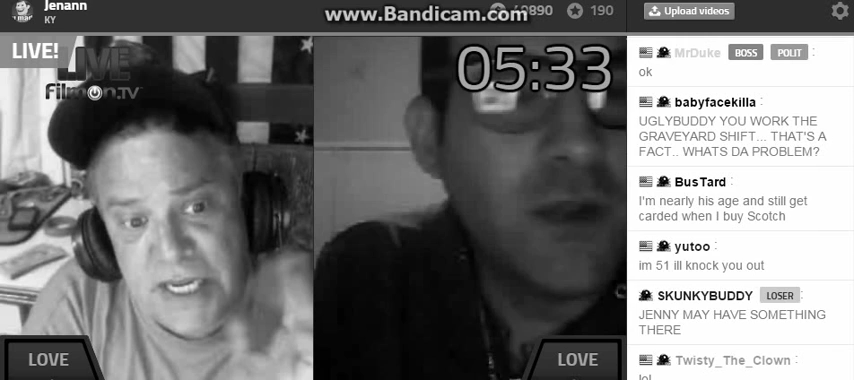 Jenann
KY
www.Bandicam.com
190
Upload videos
LIVE!
LIVE
Filmon.TV
05:33
MrDuke BOSS POLIT :
ok
babyfacekilla :
UGLYBUDDY YOU WORK THE
GRAVEYARD SHIFT... THAT'S A
FACT.. WHATS DA PROBLEM?
BusTard :
I'm nearly his age and still get
carded when I buy Scotch
yutoo :
im 51 ill knock you out
SKUNKYBUDDY LOSER :
JENNY MAY HAVE SOMETHING
THERE
Twisty_The_Clown :
lol
LOVE
LOVE